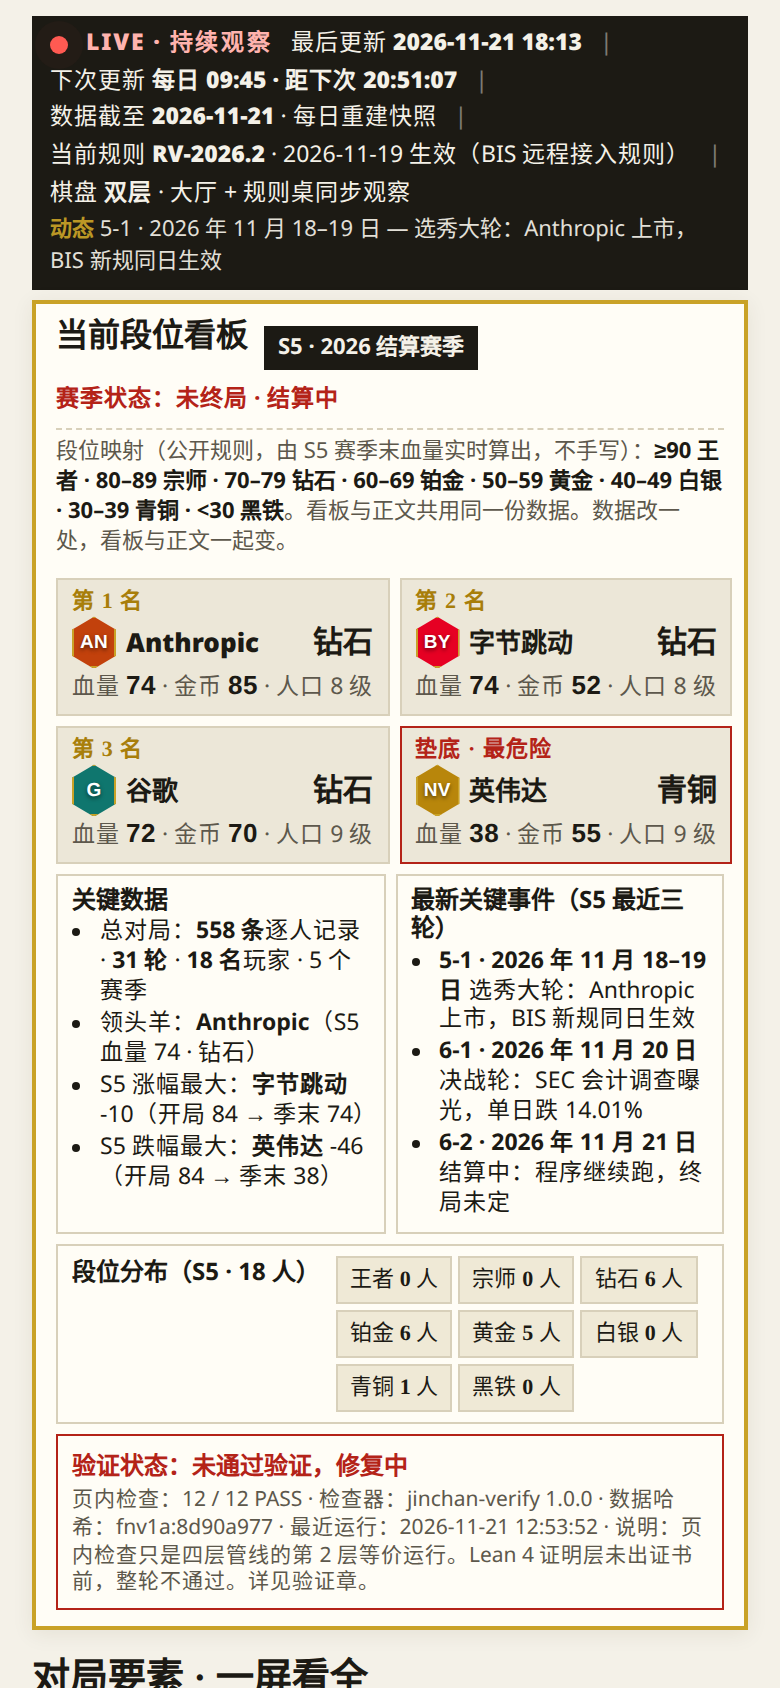 LIVE · 持续观察 最后更新 2026-11-21 18:13 |
下次更新 每日 09:45 · 距下次 20:51:07 |
数据截至 2026-11-21 · 每日重建快照 |
当前规则 RV-2026.2 · 2026-11-19 生效（BIS 远程接入规则） |
棋盘 双层 · 大厅 + 规则桌同步观察
动态 5-1 · 2026 年 11 月 18–19 日 — 选秀大轮：Anthropic 上市，
BIS 新规同日生效
当前段位看板 S5 · 2026 结算赛季
赛季状态：未终局 · 结算中
段位映射（公开规则，由 S5 赛季末血量实时算出，不手写）：≥90 王
者 · 80–89 宗师 · 70–79 钻石 · 60–69 铂金 · 50–59 黄金 · 40–49 白银
· 30–39 青铜 · <30 黑铁。看板与正文共用同一份数据。数据改一
处，看板与正文一起变。
第 1 名
AN Anthropic 钻石
血量 74 · 金币 85 · 人口 8 级
第 2 名
BY 字节跳动 钻石
血量 74 · 金币 52 · 人口 8 级
第 3 名
G 谷歌 钻石
血量 72 · 金币 70 · 人口 9 级
垫底 · 最危险
NV 英伟达 青铜
血量 38 · 金币 55 · 人口 9 级
关键数据
总对局：558 条逐人记录
· 31 轮 · 18 名玩家 · 5 个
赛季
领头羊：Anthropic（S5
血量 74 · 钻石）
S5 涨幅最大：字节跳动
-10（开局 84 → 季末 74）
S5 跌幅最大：英伟达 -46
（开局 84 → 季末 38）
最新关键事件（S5 最近三
轮）
5-1 · 2026 年 11 月 18–19
日 选秀大轮：Anthropic
上市，BIS 新规同日生效
6-1 · 2026 年 11 月 20 日
决战轮：SEC 会计调查曝
光，单日跌 14.01%
6-2 · 2026 年 11 月 21 日
结算中：程序继续跑，终
局未定
段位分布（S5 · 18 人）
王者 0 人 宗师 0 人 钻石 6 人
铂金 6 人 黄金 5 人 白银 0 人
青铜 1 人 黑铁 0 人
验证状态：未通过验证，修复中
页内检查：12 / 12 PASS · 检查器：jinchan-verify 1.0.0 · 数据哈
希：fnv1a:8d90a977 · 最近运行：2026-11-21 12:53:52 · 说明：页
内检查只是四层管线的第 2 层等价运行。Lean 4 证明层未出证书
前，整轮不通过。详见验证章。
对局要素 · 一屏看全